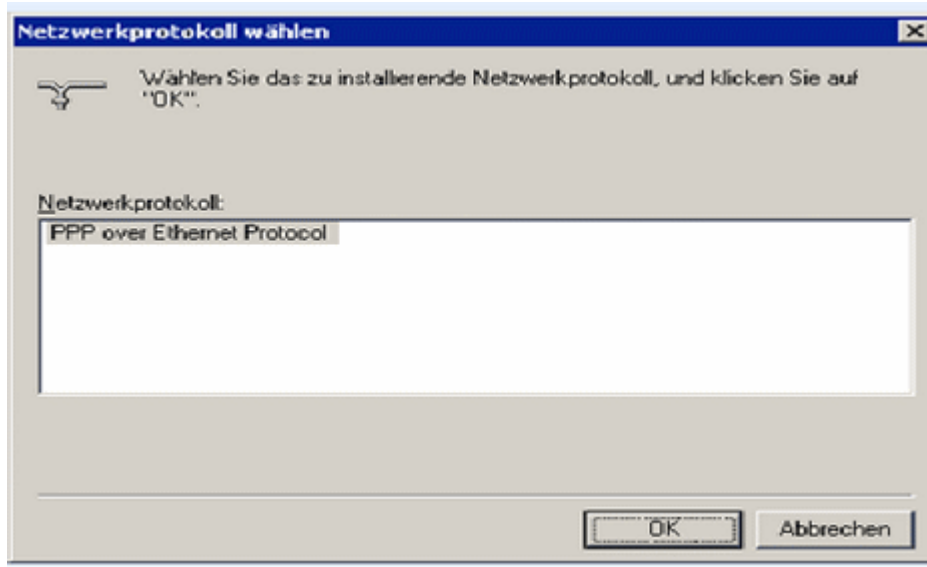 Netzwerkprotokoll wählen
Wählen Sie das zu installierende Netzwerkprotokoll, und klicken Sie auf
"OK".
Netzwerkprotokoll:
PPP over Ethernet Protocol
OK
Abbrechen